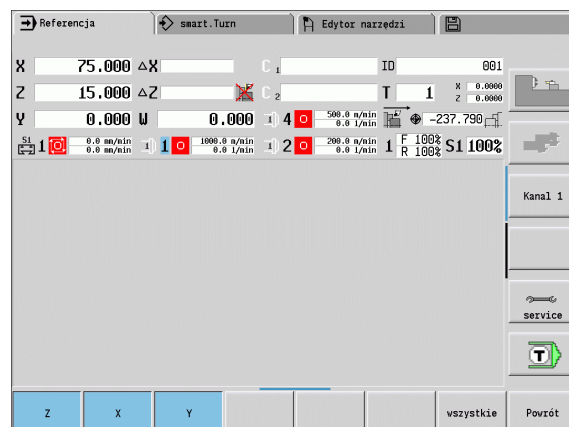 Referencja smart.Turn Edytor narzędzi
X 75.000 △X C 1 ID 001
Z 15.000 △Z C 2 T 1 X 0.0000
Z 0.0000
Y 0.000 W 0.000 4 500.0 m/min
0.0 1/min -237.790
S1 1 0.0 mm/min
0.0 1/min 1 1000.0 m/min
0.0 1/min 2 200.0 m/min
0.0 1/min 1 F 100%
R 100% S1 100%
Kanal 1
service
T
Z X Y wszystkie Powrót